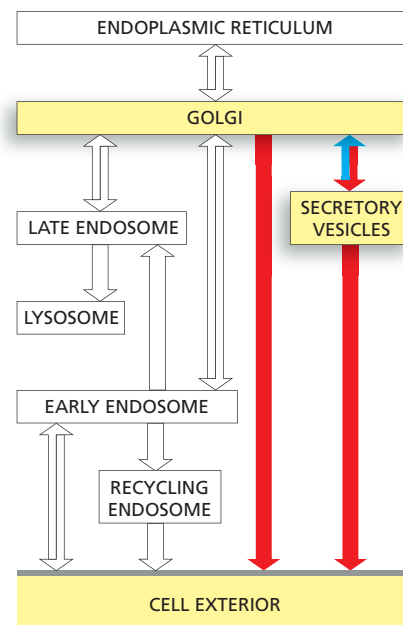 ENDOPLASMIC RETICULUM
GOLGI
SECRETORY
VESICLES
LATE ENDOSOME
LYSOSOME
EARLY ENDOSOME
RECYCLING
ENDOSOME
CELL EXTERIOR